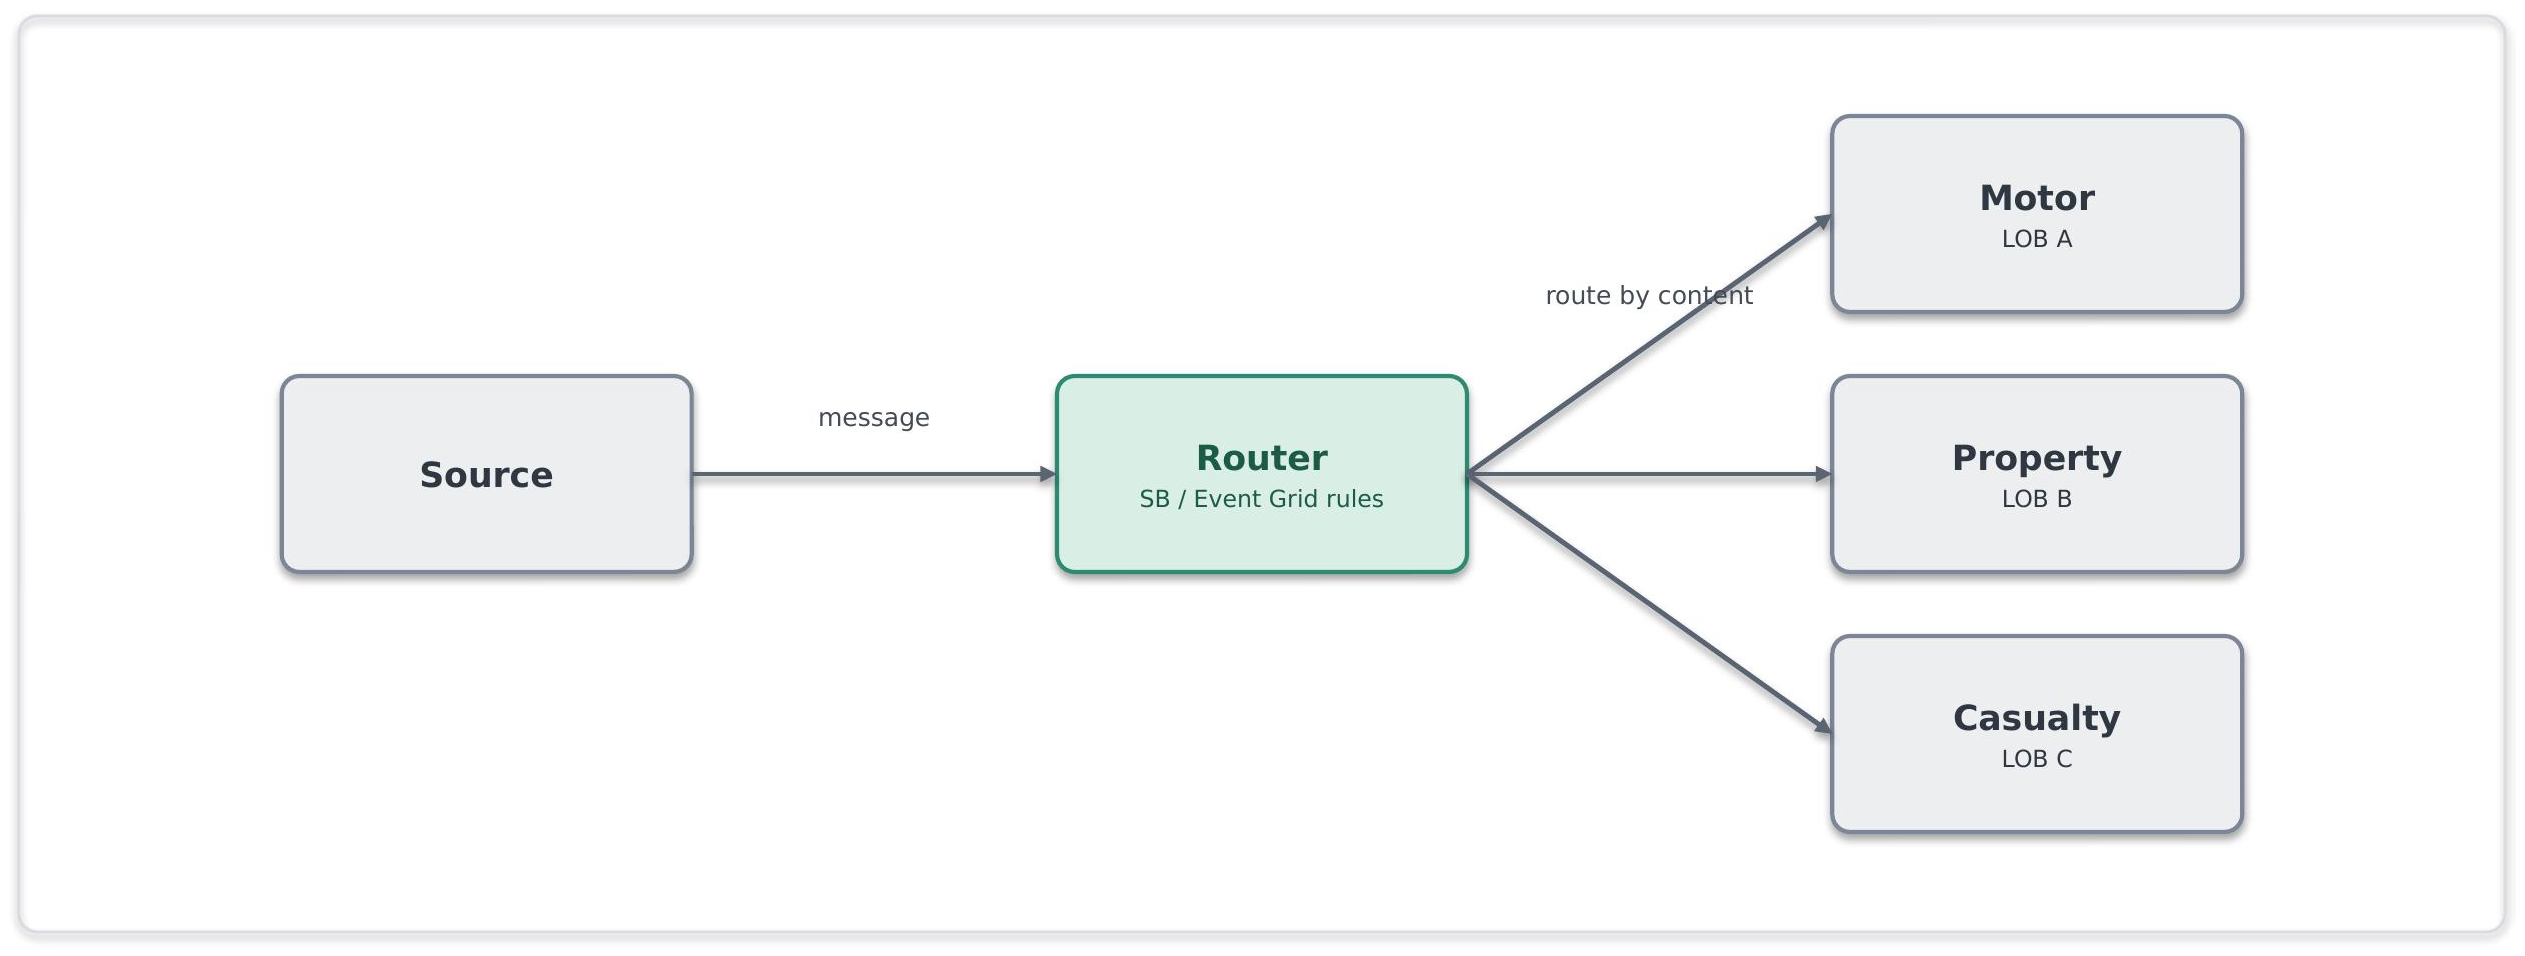 Source
message
Router
SB / Event Grid rules
route by content
Motor
LOB A
Property
LOB B
Casualty
LOB C